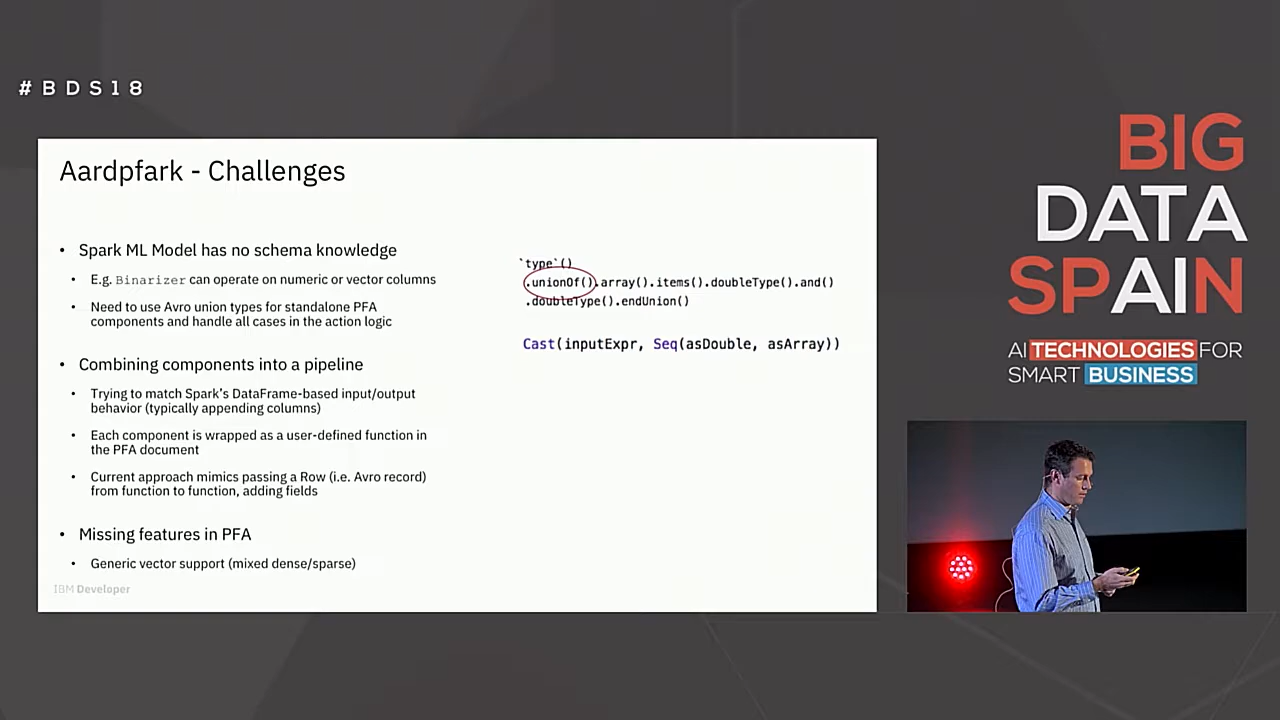 #BDS18
Aardpfark - Challenges
• Spark ML Model has no schema knowledge
• E.g. Binarizer can operate on numeric or vector columns
• Need to use Avro union types for standalone PFA
components and handle all cases in the action logic
• Combining components into a pipeline
• Trying to match Spark's DataFrame-based input/output
behavior (typically appending columns)
• Each component is wrapped as a user-defined function in
the PFA document
• Current approach mimics passing a Row (i.e. Avro record)
from function to function, adding fields
• Missing features in PFA
• Generic vector support (mixed dense/sparse)
IBM Developer
`type`()
.unionOf().array().items().doubleType().and()
.doubleType().endUnion()
Cast(inputExpr, Seq(asDouble, asArray))
BIG
DATA
SPAIN
AI TECHNOLOGIES FOR
SMART BUSINESS